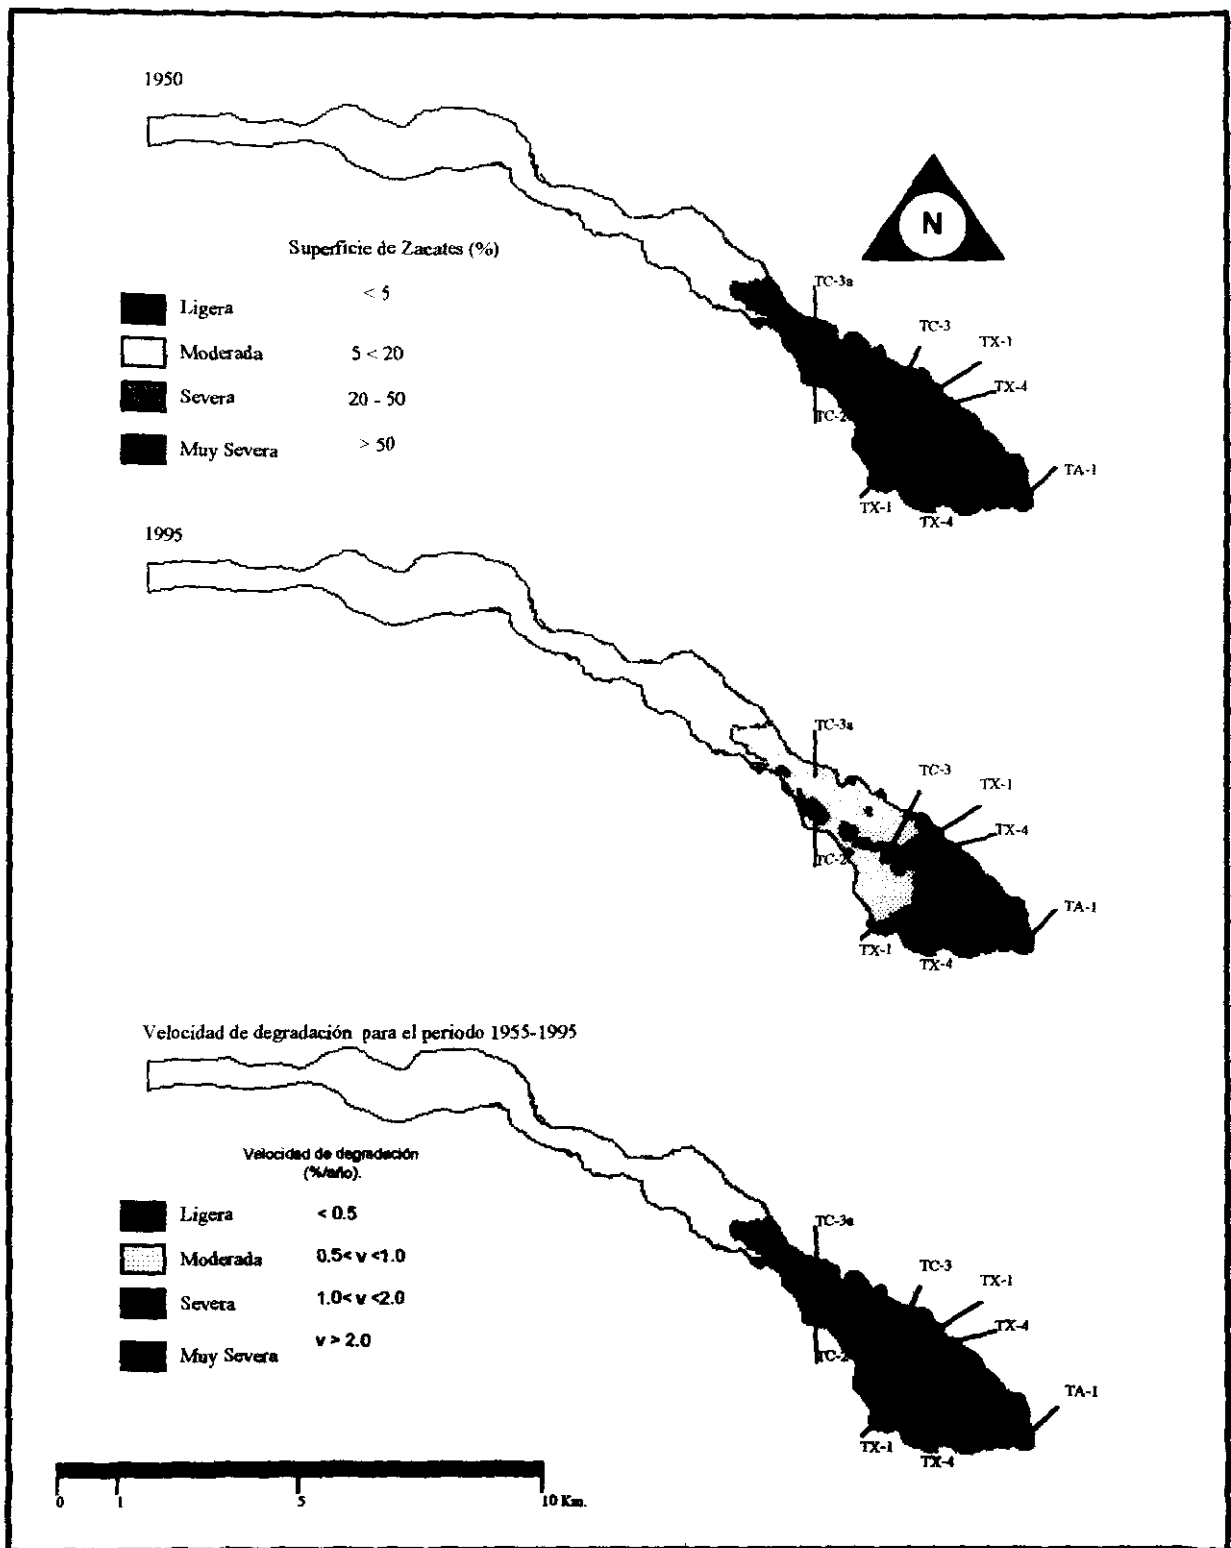 1950
N
Superficie de Zacates (%)
Ligera < 5
Moderada 5 < 20
Severa 20 - 50
Muy Severa > 50
TC-3a
TC-3
TX-1
TX-4
TC-2
TA-1
TX-1
TX-4
1995
TC-3a
TC-3
TX-1
TX-4
TC-2
TA-1
TX-1
TX-4
Velocidad de degradación para el periodo 1955-1995
Velocidad de degradación
(%/año).
Ligera < 0.5
Moderada 0.5< v <1.0
Severa 1.0< v <2.0
Muy Severa v > 2.0
TC-3a
TC-3
TX-1
TX-4
TC-2
TA-1
TX-1
TX-4
0 1 5 10 Km.